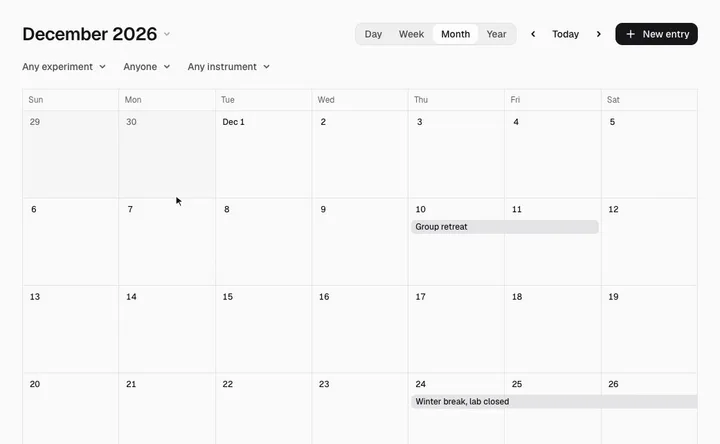 December 2026
Day Week Month Year Today New entry
Any experiment Anyone Any instrument
Sun Mon Tue Wed Thu Fri Sat
29 30 Dec 1 2 3 4 5
6 7 8 9 10 11 12
Group retreat
13 14 15 16 17 18 19
20 21 22 23 24 25 26
Winter break, lab closed